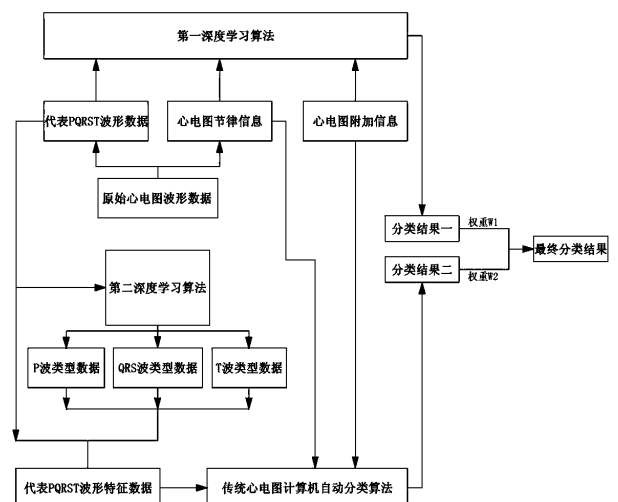 第一深度学习算法
代表PQRST波形数据
心电图节律信息
心电图附加信息
原始心电图波形数据
分类结果一
权重W1
最终分类结果
分类结果二
权重W2
第二深度学习算法
P波类型数据
QRS波类型数据
T波类型数据
代表PQRST波形特征数据
传统心电图计算机自动分类算法